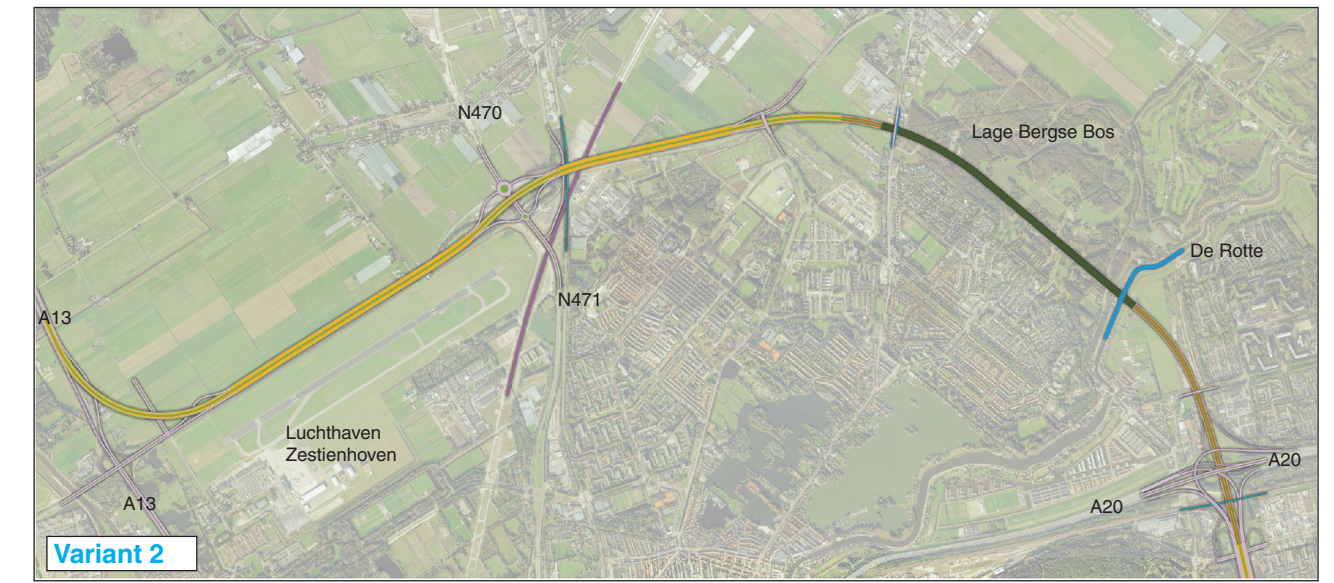 N470
Lage Bergse Bos
De Rotte
N471
A13
Luchthaven
Zestienhoven
A20
A13
A20
Variant 2